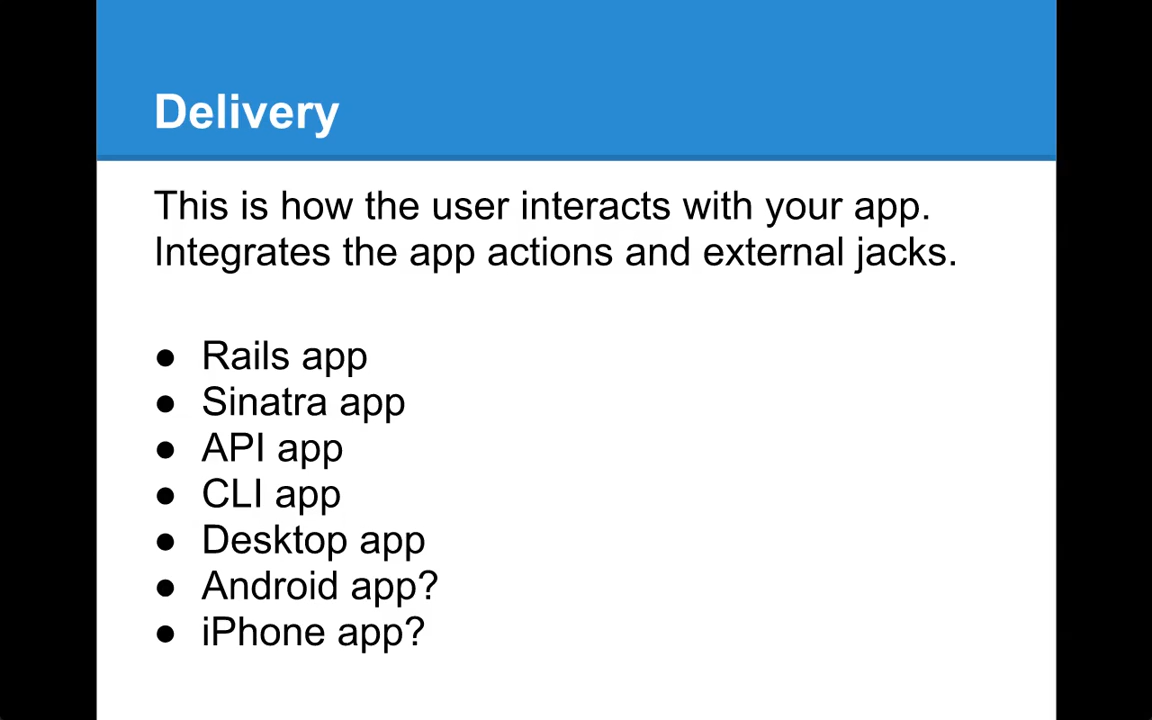 Delivery
This is how the user interacts with your app.
Integrates the app actions and external jacks.
● Rails app
● Sinatra app
● API app
● CLI app
● Desktop app
● Android app?
● iPhone app?